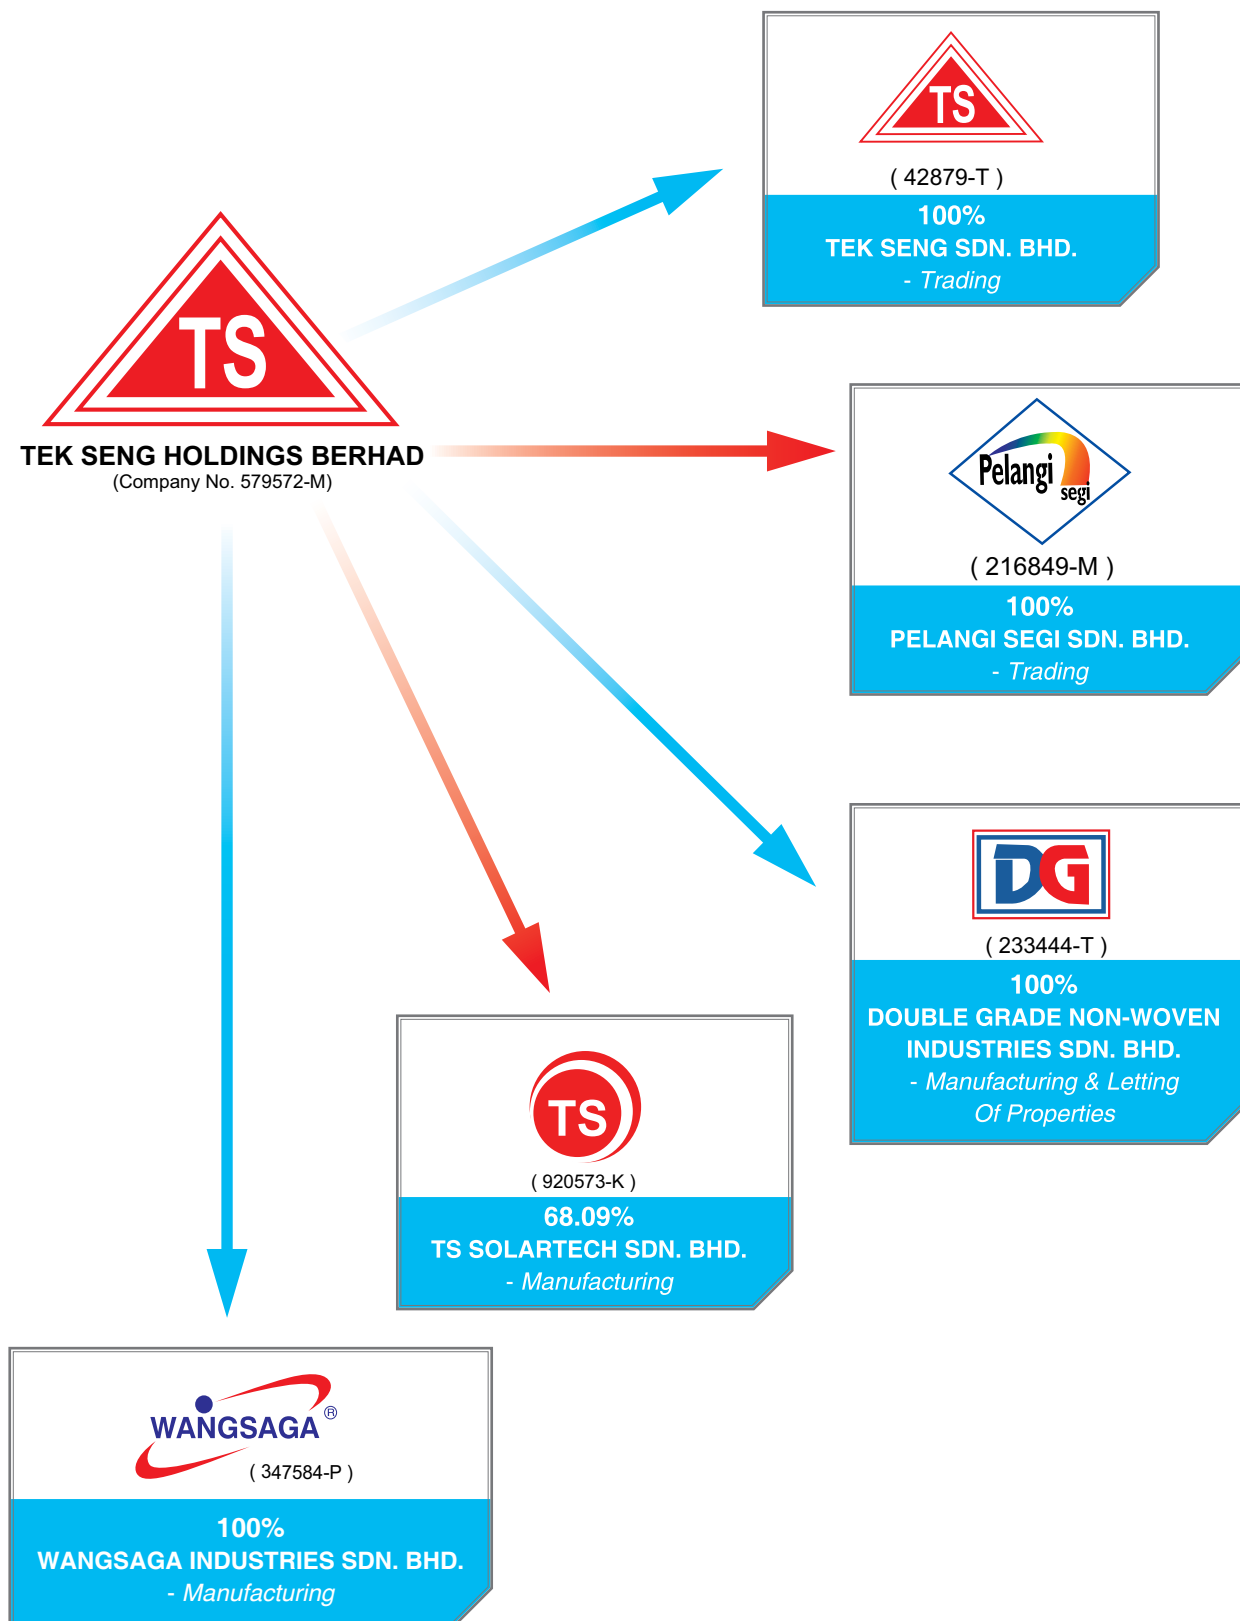 TS
( 42879-T )
100%
TEK SENG SDN. BHD.
- Trading
TS
TEK SENG HOLDINGS BERHAD
(Company No. 579572-M)
Pelangi
segi
( 216849-M )
100%
PELANGI SEGI SDN. BHD.
- Trading
DG
( 233444-T )
100%
DOUBLE GRADE NON-WOVEN
INDUSTRIES SDN. BHD.
- Manufacturing & Letting
Of Properties
TS
( 920573-K )
68.09%
TS SOLARTECH SDN. BHD.
- Manufacturing
WANGSAGA ®
( 347584-P )
100%
WANGSAGA INDUSTRIES SDN. BHD.
- Manufacturing